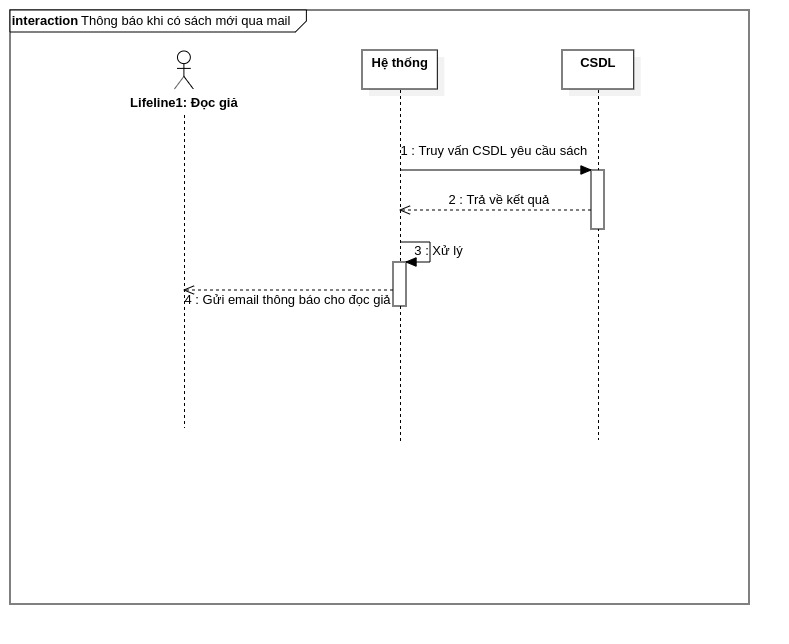 interaction Thông báo khi có sách mới qua mail
Hệ thống
CSDL
Lifeline1: Đọc giả
1 : Truy vấn CSDL yêu cầu sách
2 : Trả về kết quả
3 : Xử lý
4 : Gửi email thông báo cho đọc giả